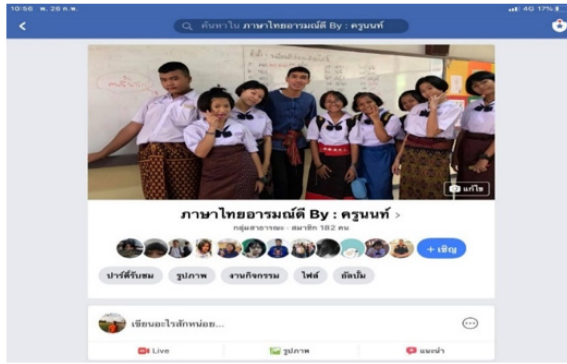 10:56 พ. 26 ก.พ.
4G 17%
ค้นหาใน ภาษาไทยอารมณ์ดี By : ครูนนท์
แก้ไข
ภาษาไทยอารมณ์ดี By : ครูนนท์ >
กลุ่มสาธารณะ · สมาชิก 182 คน
+ เชิญ
ปาร์ตี้รับชม รูปภาพ งานกิจกรรม ไฟล์ อัลบั้ม
เขียนอะไรสักหน่อย...
Live รูปภาพ แนะนำ